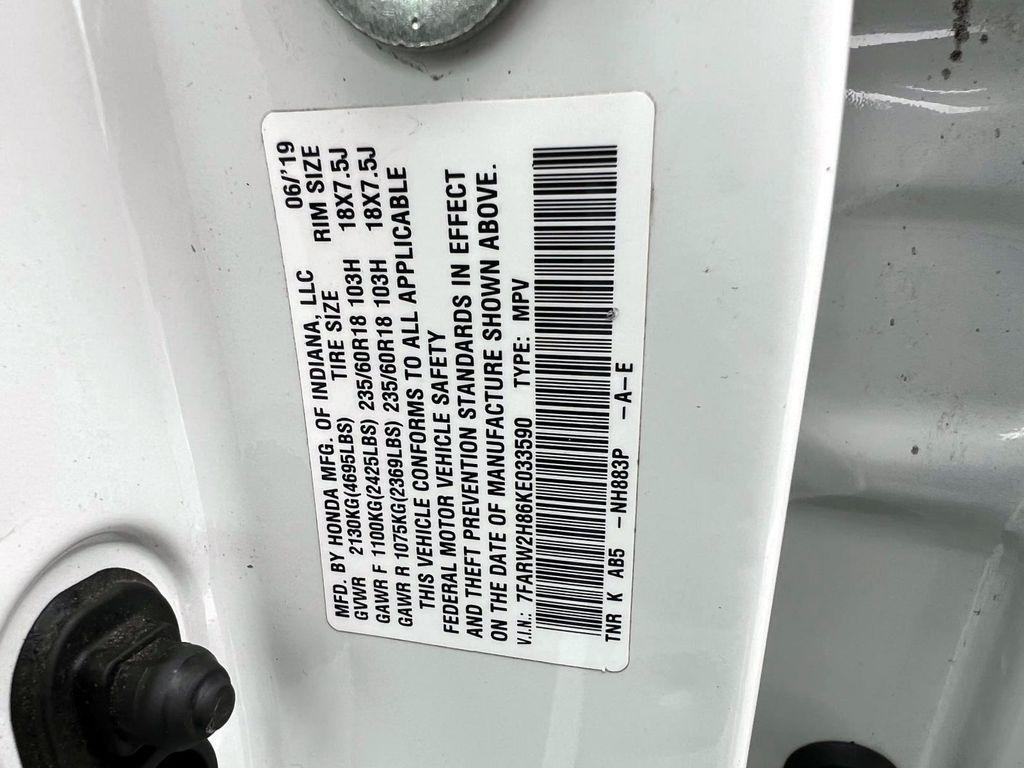 MFD. BY HONDA MFG. OF INDIANA, LLC 06/'19
GVWR 2130KG(4695LBS) TIRE SIZE RIM SIZE
GAWR F 1100KG(2425LBS) 235/60R18 103H 18X7.5J
GAWR R 1075KG(2369LBS) 235/60R18 103H 18X7.5J
THIS VEHICLE CONFORMS TO ALL APPLICABLE
FEDERAL MOTOR VEHICLE SAFETY
AND THEFT PREVENTION STANDARDS IN EFFECT
ON THE DATE OF MANUFACTURE SHOWN ABOVE.
V.I.N.: 7FARW2H86KE033590 TYPE: MPV
TNR K AB5 -NH883P -A-E